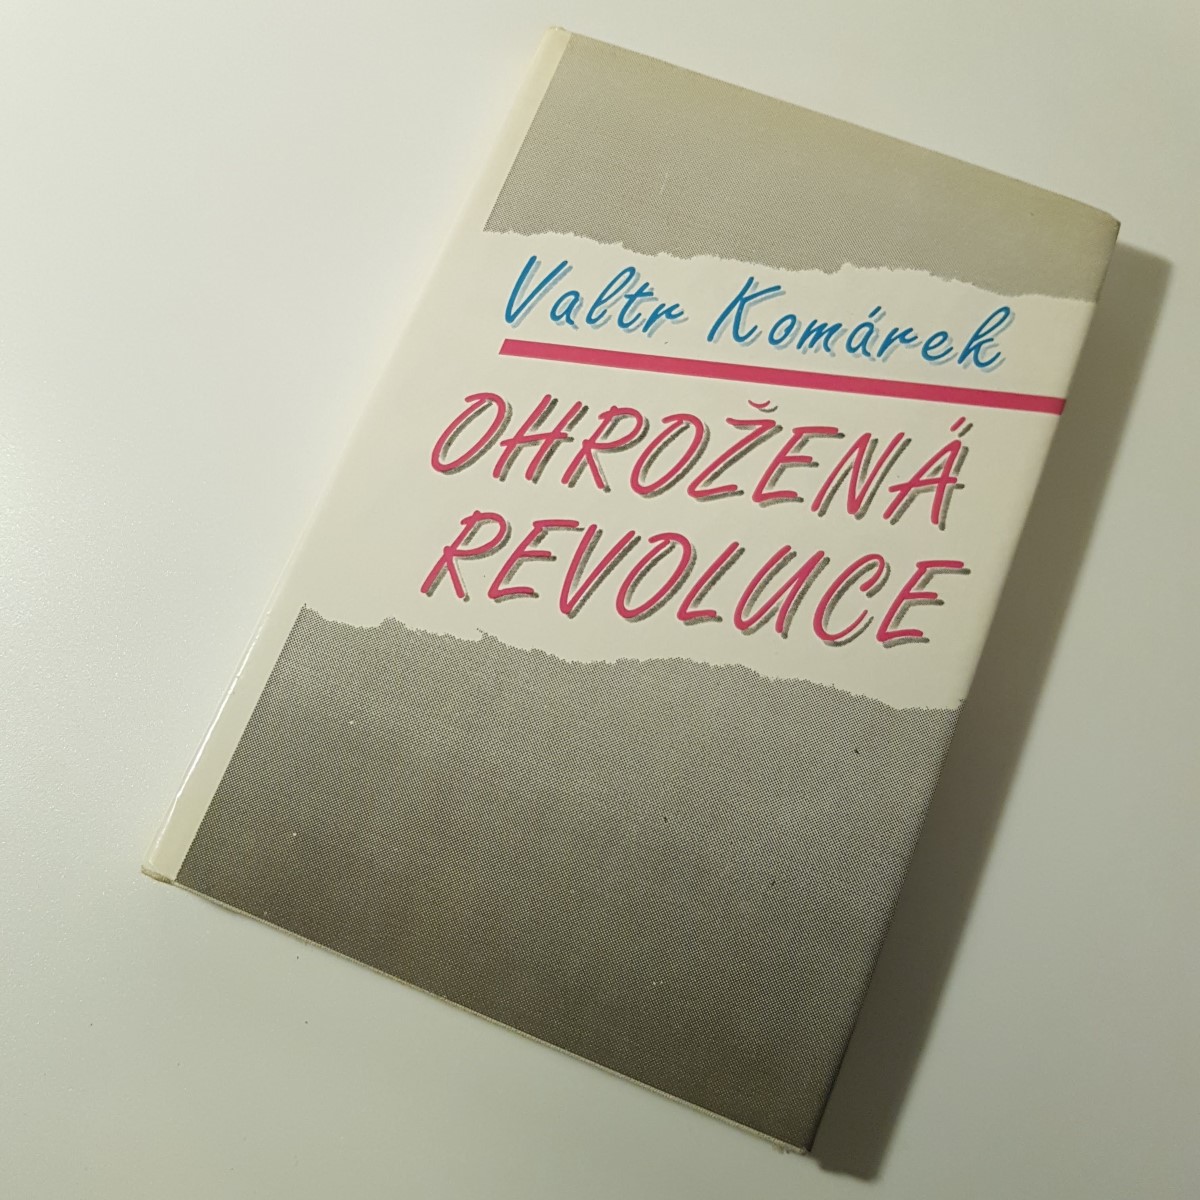 Valtr Komárek
OHROŽENÁ
REVOLUCE